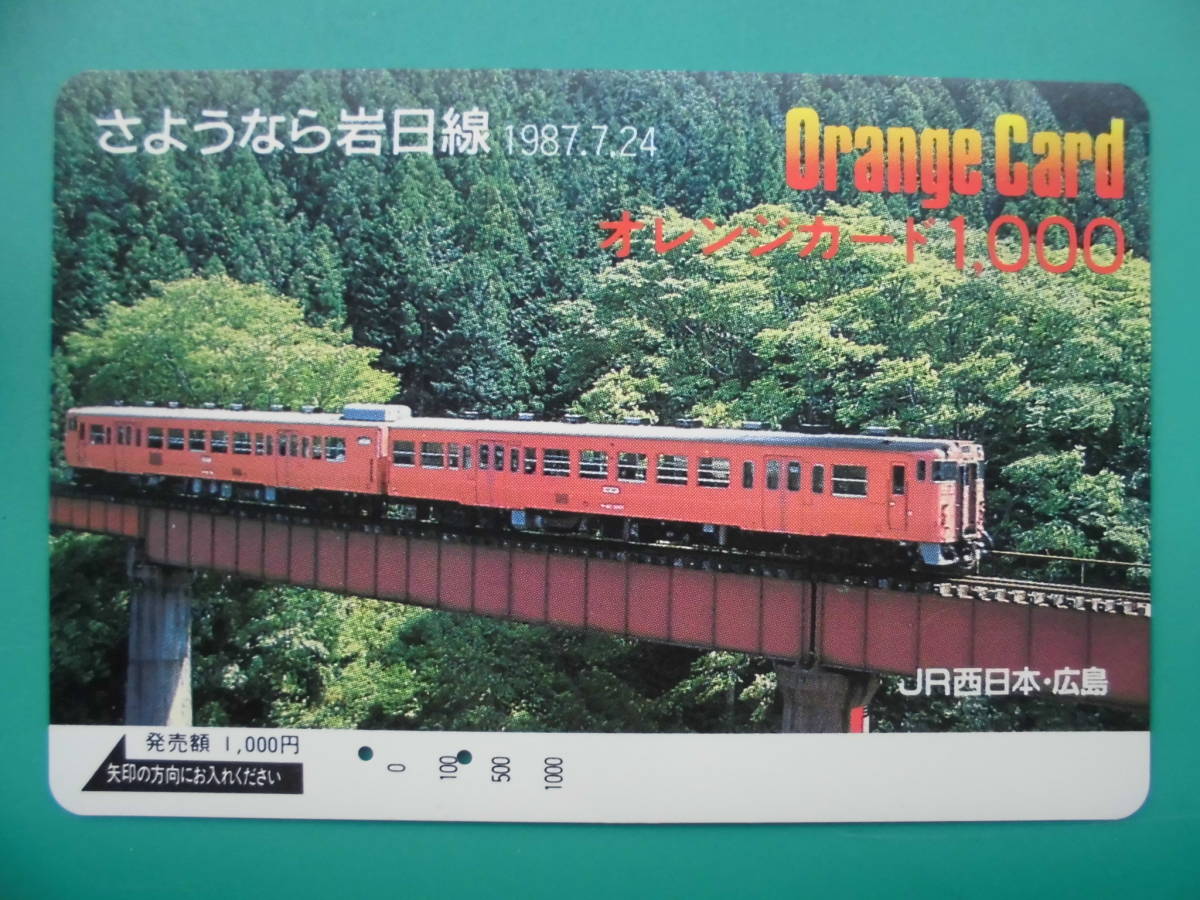 さようなら岩日線 1987.7.24
Orange Card
オレンジカード1,000
JR西日本・広島
発売額 1,000円
矢印の方向にお入れください
0 100 500 1000